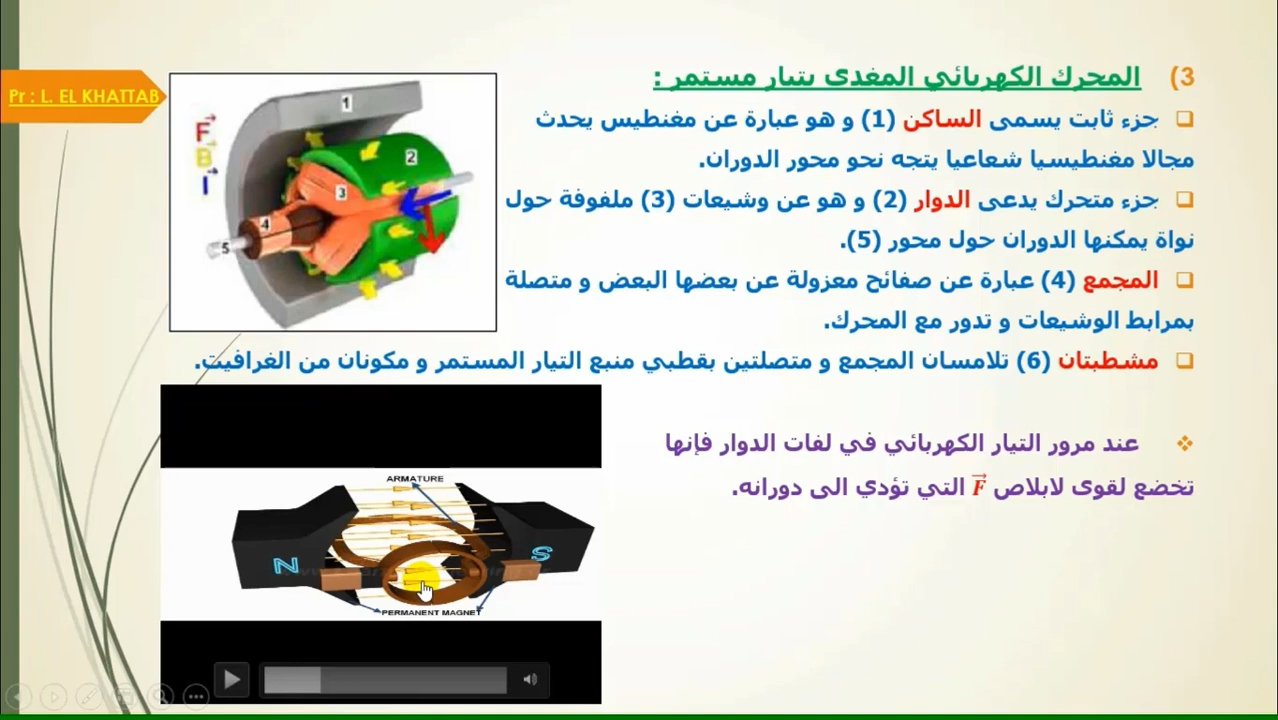 3) المحرك الكهربائي المغذى بتيار مستمر :
Pr : L. EL KHATTAB
❑ جزء ثابت يسمى الساكن (1) و هو عبارة عن مغنطيس يحدث
مجالا مغنطيسيا شعاعيا يتجه نحو محور الدوران.
❑ جزء متحرك يدعى الدوار (2) و هو عن وشيعات (3) ملفوفة حول
نواة يمكنها الدوران حول محور (5).
❑ المجمع (4) عبارة عن صفائح معزولة عن بعضها البعض و متصلة
بمرابط الوشيعات و تدور مع المحرك.
❑ مشطبتان (6) تلامسان المجمع و متصلتين بقطبي منبع التيار المستمر و مكونان من الغرافيت.
❖ عند مرور التيار الكهربائي في لفات الدوار فإنها
تخضع لقوى لابلاص F⃗ التي تؤدي الى دورانه.
F
B
I
1
2
3
4
5
ARMATURE
N
S
PERMANENT MAGNET